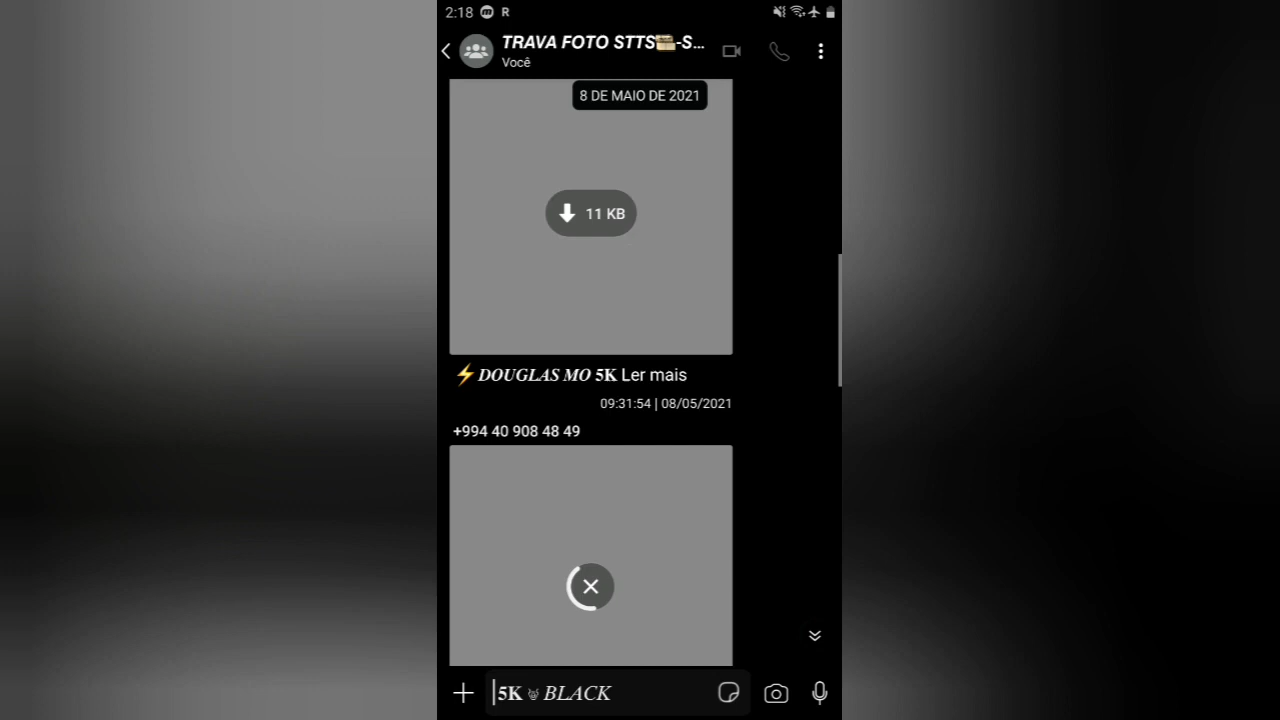 2:18 R
TRAVA FOTO STTS-S...
Você
8 DE MAIO DE 2021
11 KB
⚡DOUGLAS MO 5K Ler mais
09:31:54 | 08/05/2021
+994 40 908 48 49
5K BLACK